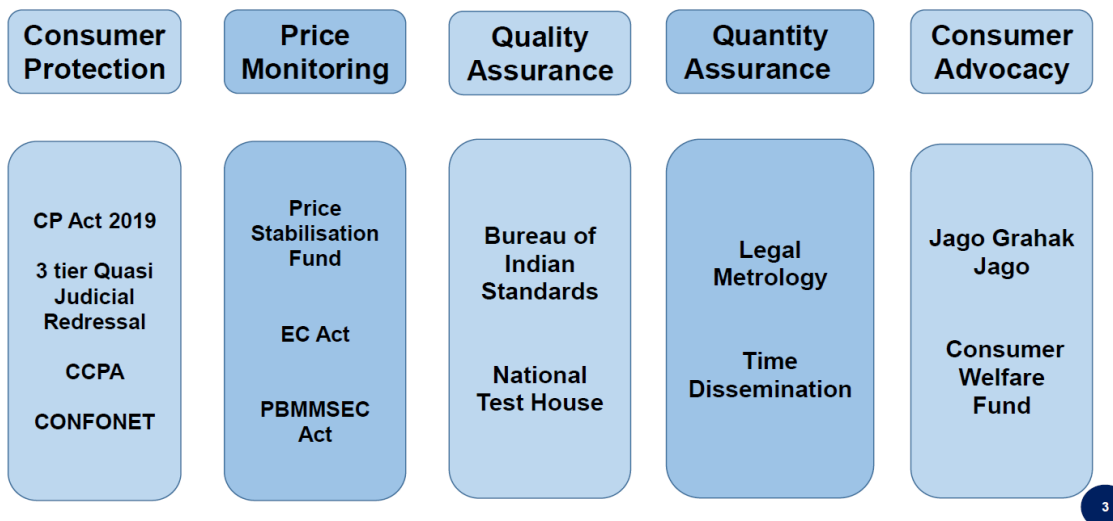 Consumer
Protection
Price
Monitoring
Quality
Assurance
Quantity
Assurance
Consumer
Advocacy
CP Act 2019
3 tier Quasi
Judicial
Redressal
CCPA
CONFONET
Price
Stabilisation
Fund
EC Act
PBMMSEC
Act
Bureau of
Indian
Standards
National
Test House
Legal
Metrology
Time
Dissemination
Jago Grahak
Jago
Consumer
Welfare
Fund
3